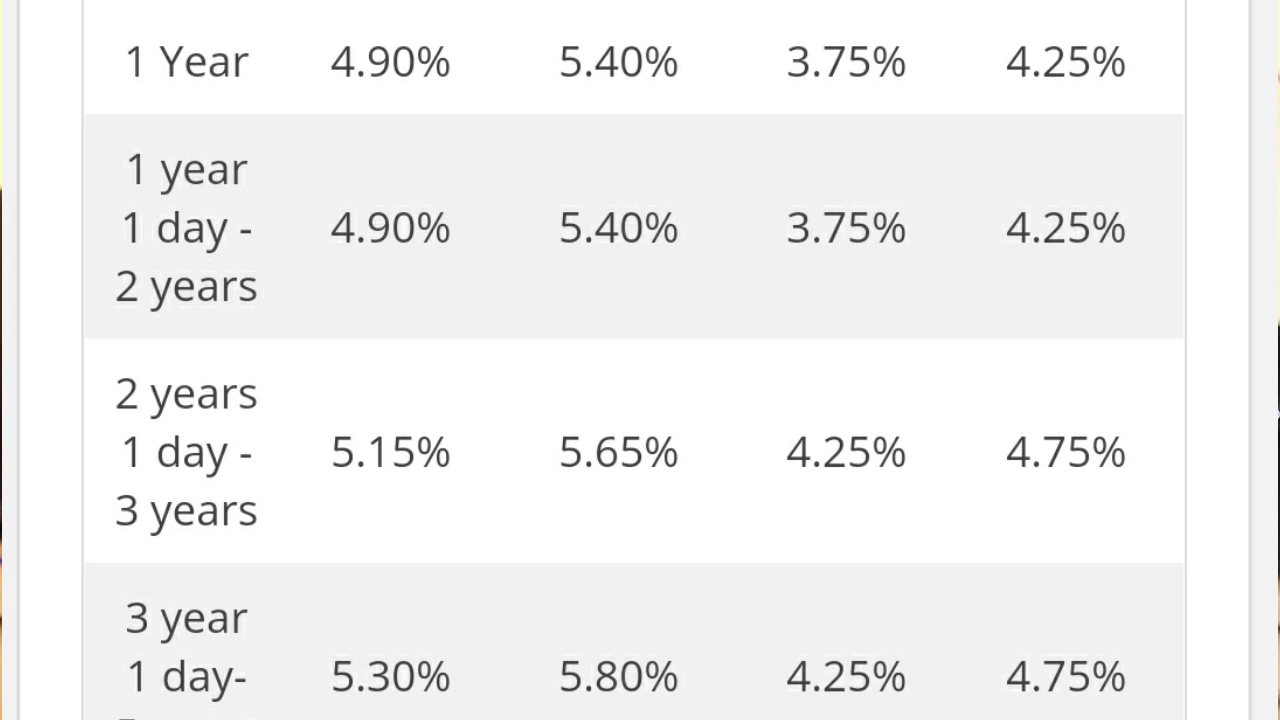 1 Year 4.90% 5.40% 3.75% 4.25%
1 year
1 day - 4.90% 5.40% 3.75% 4.25%
2 years
2 years
1 day - 5.15% 5.65% 4.25% 4.75%
3 years
3 year
1 day- 5.30% 5.80% 4.25% 4.75%